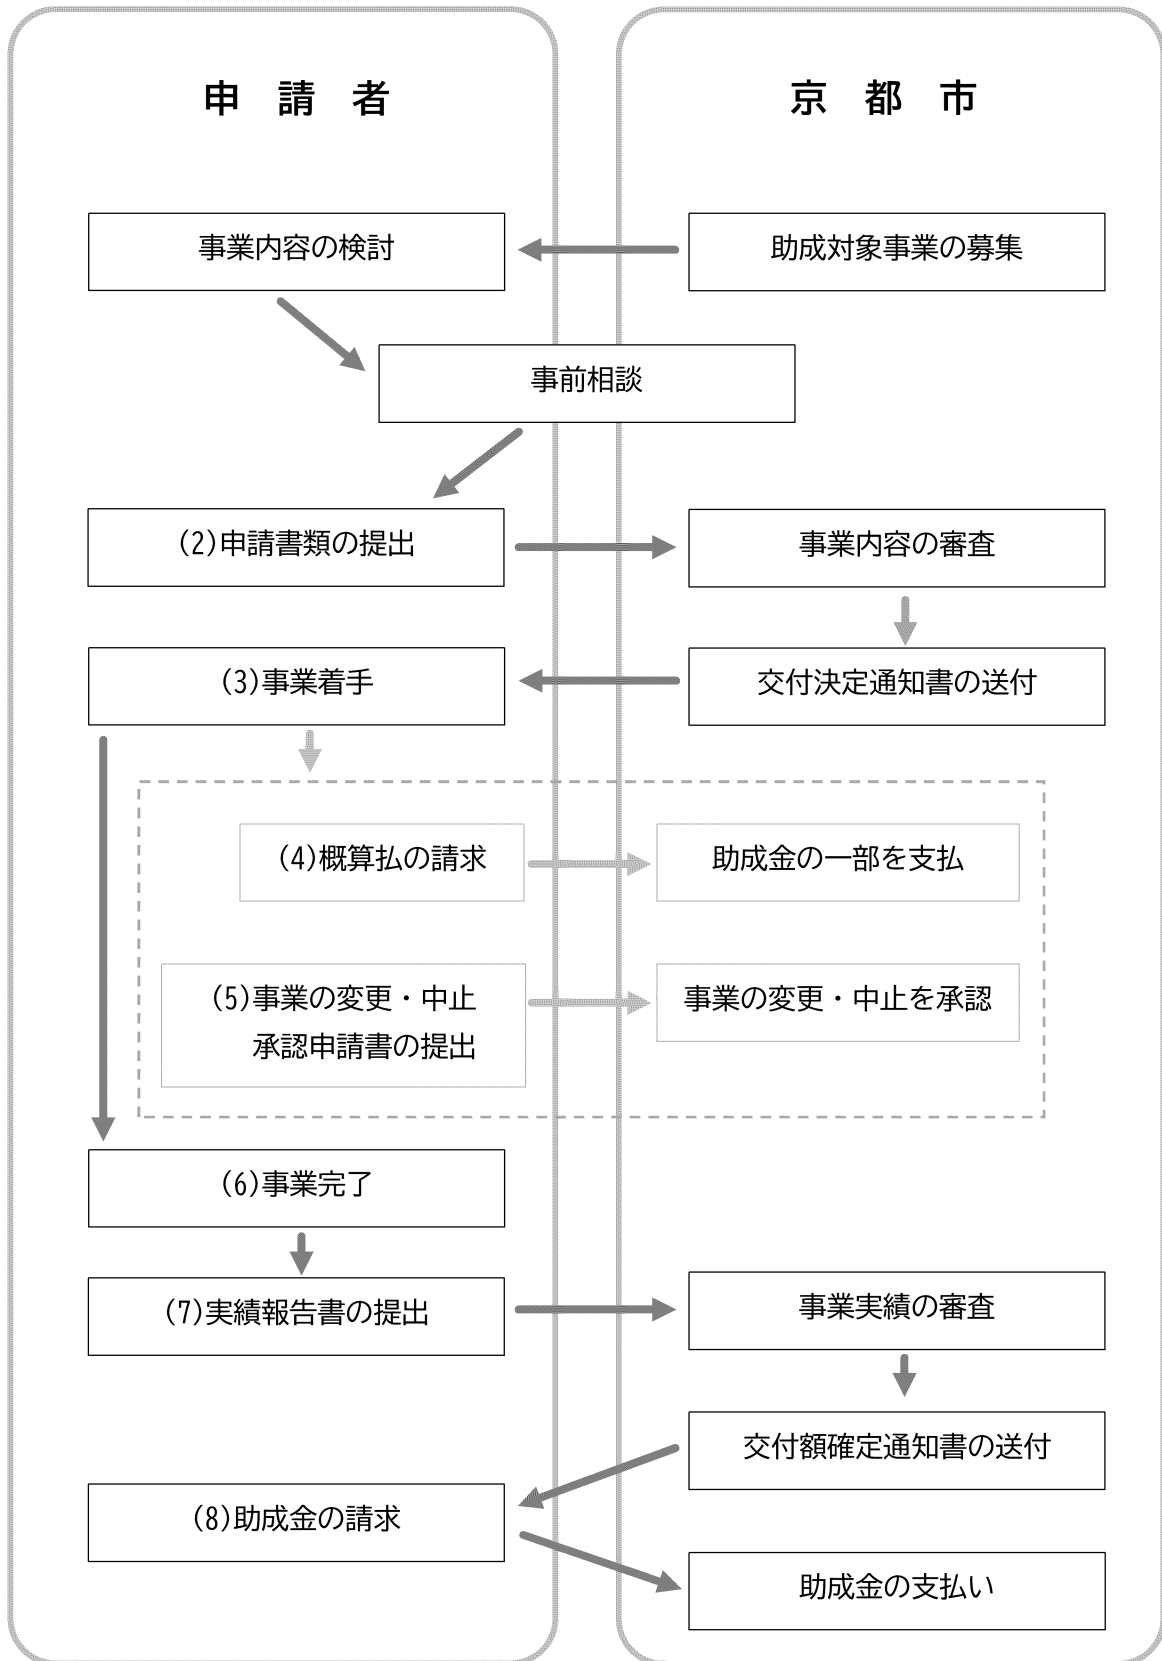 申　請　者
京　都　市
事業内容の検討
助成対象事業の募集
事前相談
(2)申請書類の提出
事業内容の審査
(3)事業着手
交付決定通知書の送付
(4)概算払の請求
助成金の一部を支払
(5)事業の変更・中止
承認申請書の提出
事業の変更・中止を承認
(6)事業完了
(7)実績報告書の提出
事業実績の審査
交付額確定通知書の送付
(8)助成金の請求
助成金の支払い